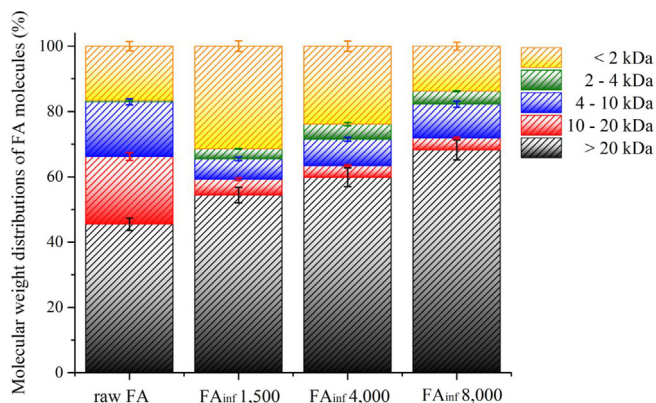 Molecular weight distributions of FA molecules (%)
100
80
60
40
20
0
raw FA
FAinf 1,500
FAinf 4,000
FAinf 8,000
< 2 kDa
2 - 4 kDa
4 - 10 kDa
10 - 20 kDa
> 20 kDa